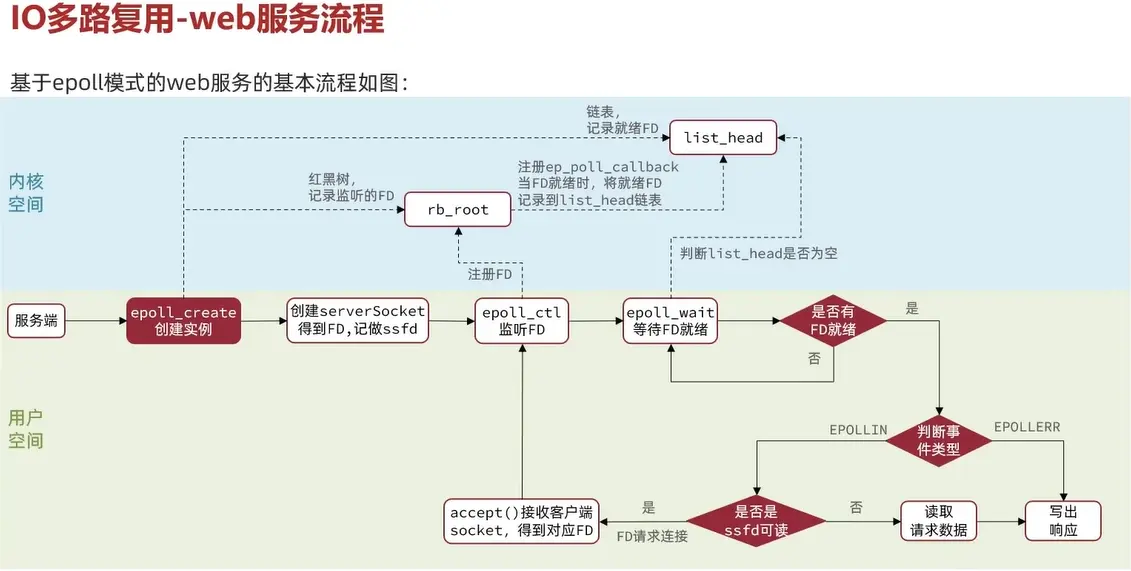 IO多路复用-web服务流程
基于epoll模式的web服务的基本流程如图：
链表，
记录就绪FD
list_head
内核
空间
红黑树，
记录监听的FD
rb_root
注册ep_poll_callback
当FD就绪时，将就绪FD
记录到list_head链表
注册FD
判断list_head是否为空
服务端
epoll_create
创建实例
创建serverSocket
得到FD,记做ssfd
epoll_ctl
监听FD
epoll_wait
等待FD就绪
是否有
FD就绪
是
否
用户
空间
EPOLLIN
判断事
件类型
EPOLLERR
accept()接收客户端
socket，得到对应FD
是
FD请求连接
是否是
ssfd可读
否
读取
请求数据
写出
响应